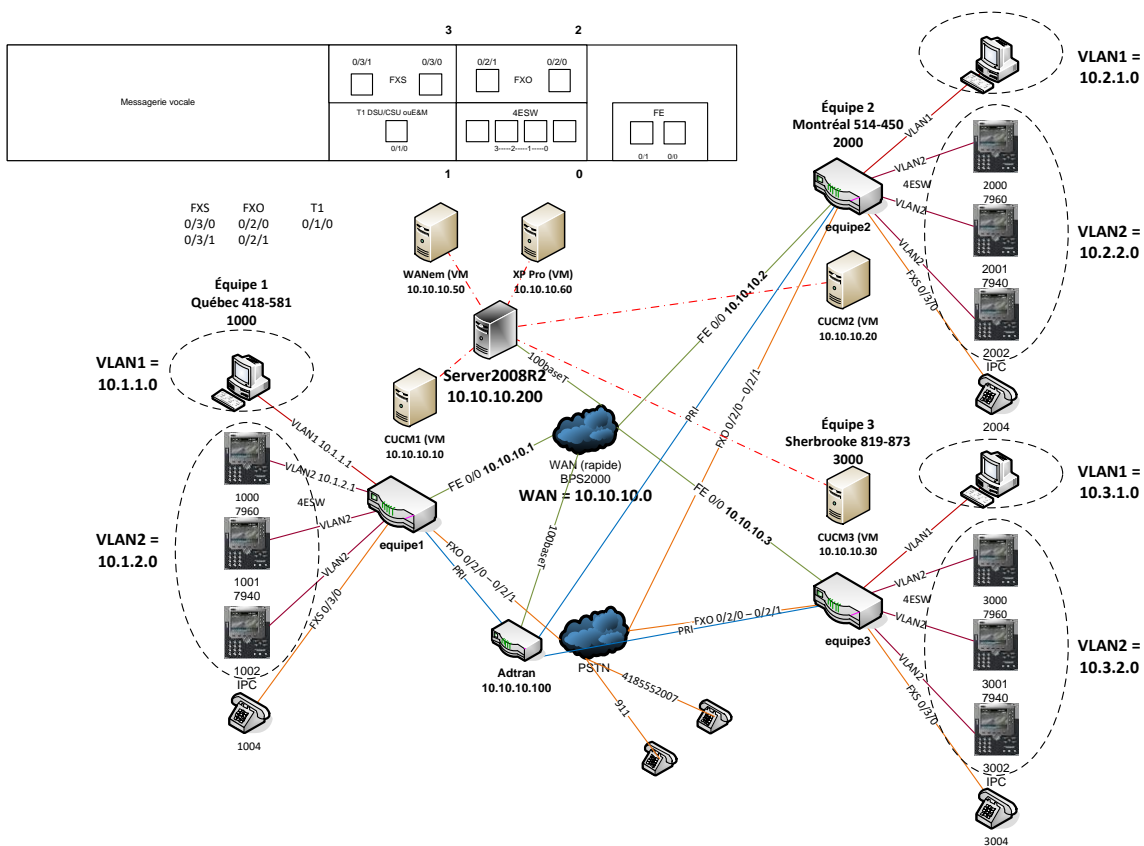 3 2
0/3/1 0/3/0 0/2/1 0/2/0
FXS FXO
Messagerie vocale
T1 DSU/CSU ouE&M 4ESW FE
0/1/0
3-----2-----1-----0
0/1 0/0
1 0
FXS FXO T1
0/3/0 0/2/0 0/1/0
0/3/1 0/2/1
WANem (VM
10.10.10.50
XP Pro (VM)
10.10.10.60
Server2008R2
10.10.10.200
CUCM1 (VM
10.10.10.10
CUCM2 (VM
10.10.10.20
CUCM3 (VM
10.10.10.30
100baseT
WAN (rapide)
BPS2000
WAN = 10.10.10.0
100baseT
Équipe 1
Québec 418-581
1000
VLAN1 =
10.1.1.0
VLAN1 10.1.1.1
VLAN2 10.1.2.1
4ESW
VLAN2
VLAN2
FXS 0/3/0
VLAN2 =
10.1.2.0
1000
7960
1001
7940
1002
IPC
1004
equipe1
FE 0/0 10.10.10.1
FXO 0/2/0 – 0/2/1
PRI
Adtran
10.10.10.100
PSTN
4185552007
911
Équipe 2
Montréal 514-450
2000
VLAN1 =
10.2.1.0
VLAN1
VLAN2
4ESW
VLAN2
VLAN2
FXS 0/3/0
VLAN2 =
10.2.2.0
2000
7960
2001
7940
2002
IPC
2004
equipe2
FE 0/0 10.10.10.2
PRI
FXO 0/2/0 – 0/2/1
Équipe 3
Sherbrooke 819-873
3000
VLAN1 =
10.3.1.0
VLAN1
VLAN2
4ESW
VLAN2
VLAN2
FXS 0/3/0
VLAN2 =
10.3.2.0
3000
7960
3001
7940
3002
IPC
3004
equipe3
FE 0/0 10.10.10.3
FXO 0/2/0 – 0/2/1
PRI